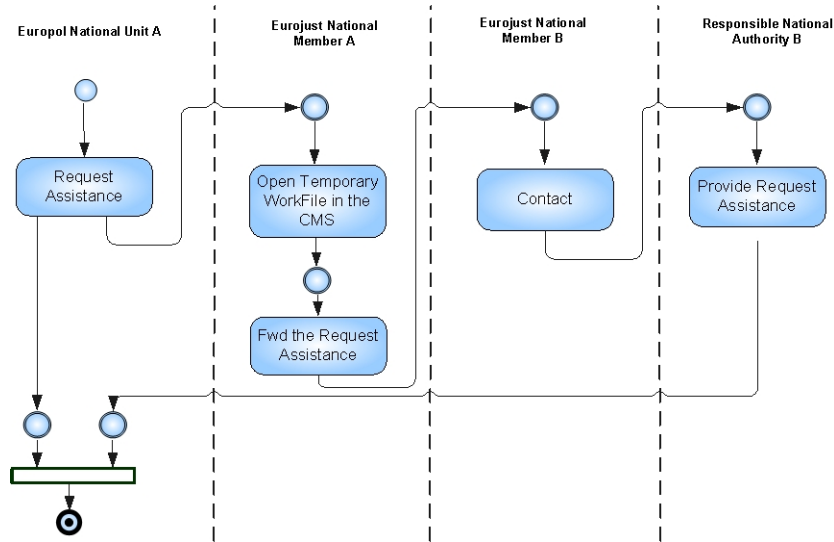 Europol National Unit A
Eurojust National
Member A
Eurojust National
Member B
Responsible National
Authority B
Request
Assistance
Open Temporary
WorkFile in the
CMS
Fwd the Request
Assistance
Contact
Provide Request
Assistance